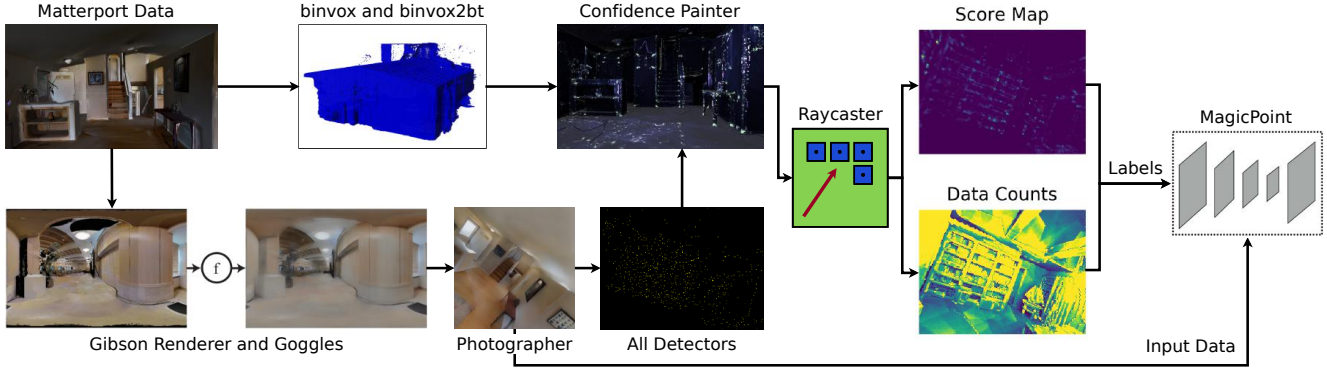 Matterport Data
binvox and binvox2bt
Confidence Painter
Score Map
Raycaster
MagicPoint
Labels
Data Counts
f
Gibson Renderer and Goggles
Photographer
All Detectors
Input Data